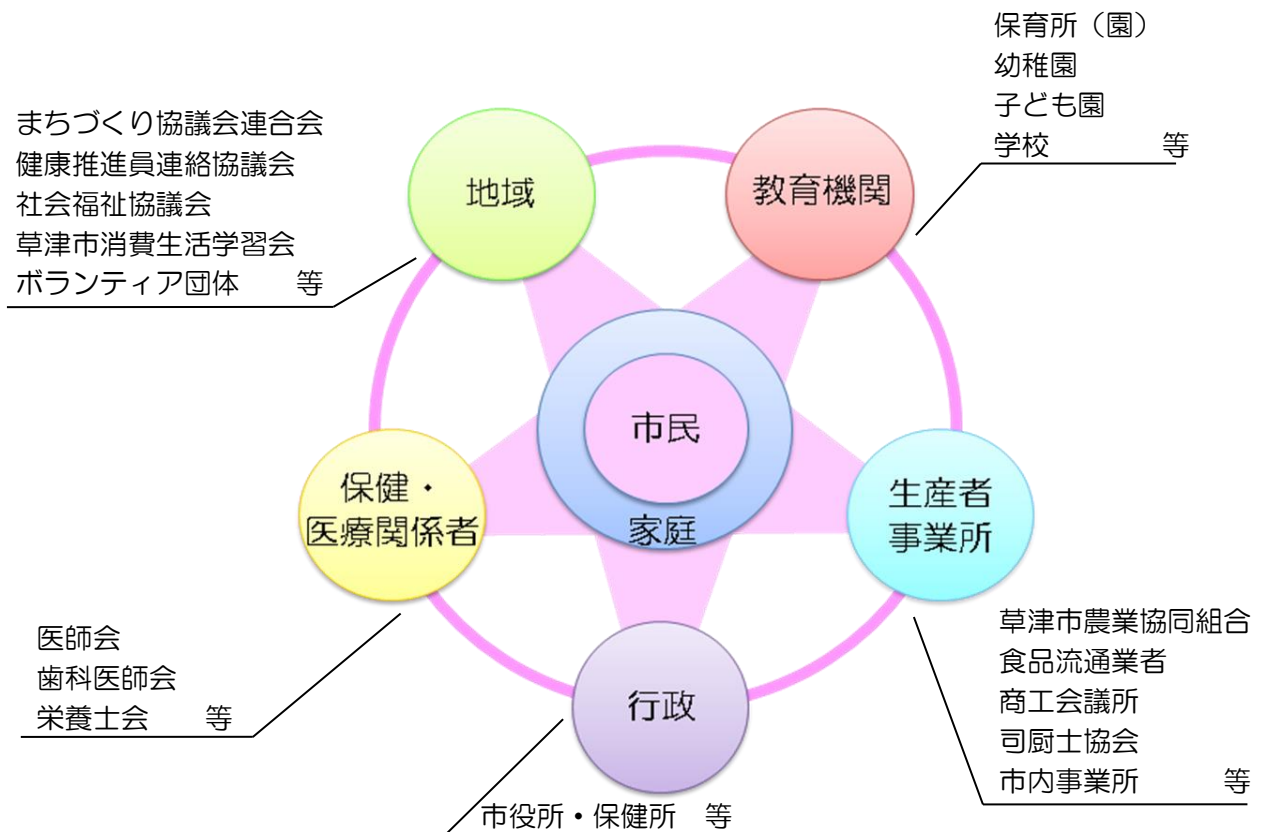 保育所（園）
幼稚園
子ども園
学校　　　　等
まちづくり協議会連合会
健康推進員連絡協議会
社会福祉協議会
草津市消費生活学習会
ボランティア団体　　等
地域
教育機関
市民
家庭
保健・
医療関係者
生産者
事業所
行政
医師会
歯科医師会
栄養士会　　等
草津市農業協同組合
食品流通業者
商工会議所
司厨士協会
市内事業所　　　等
市役所・保健所　等